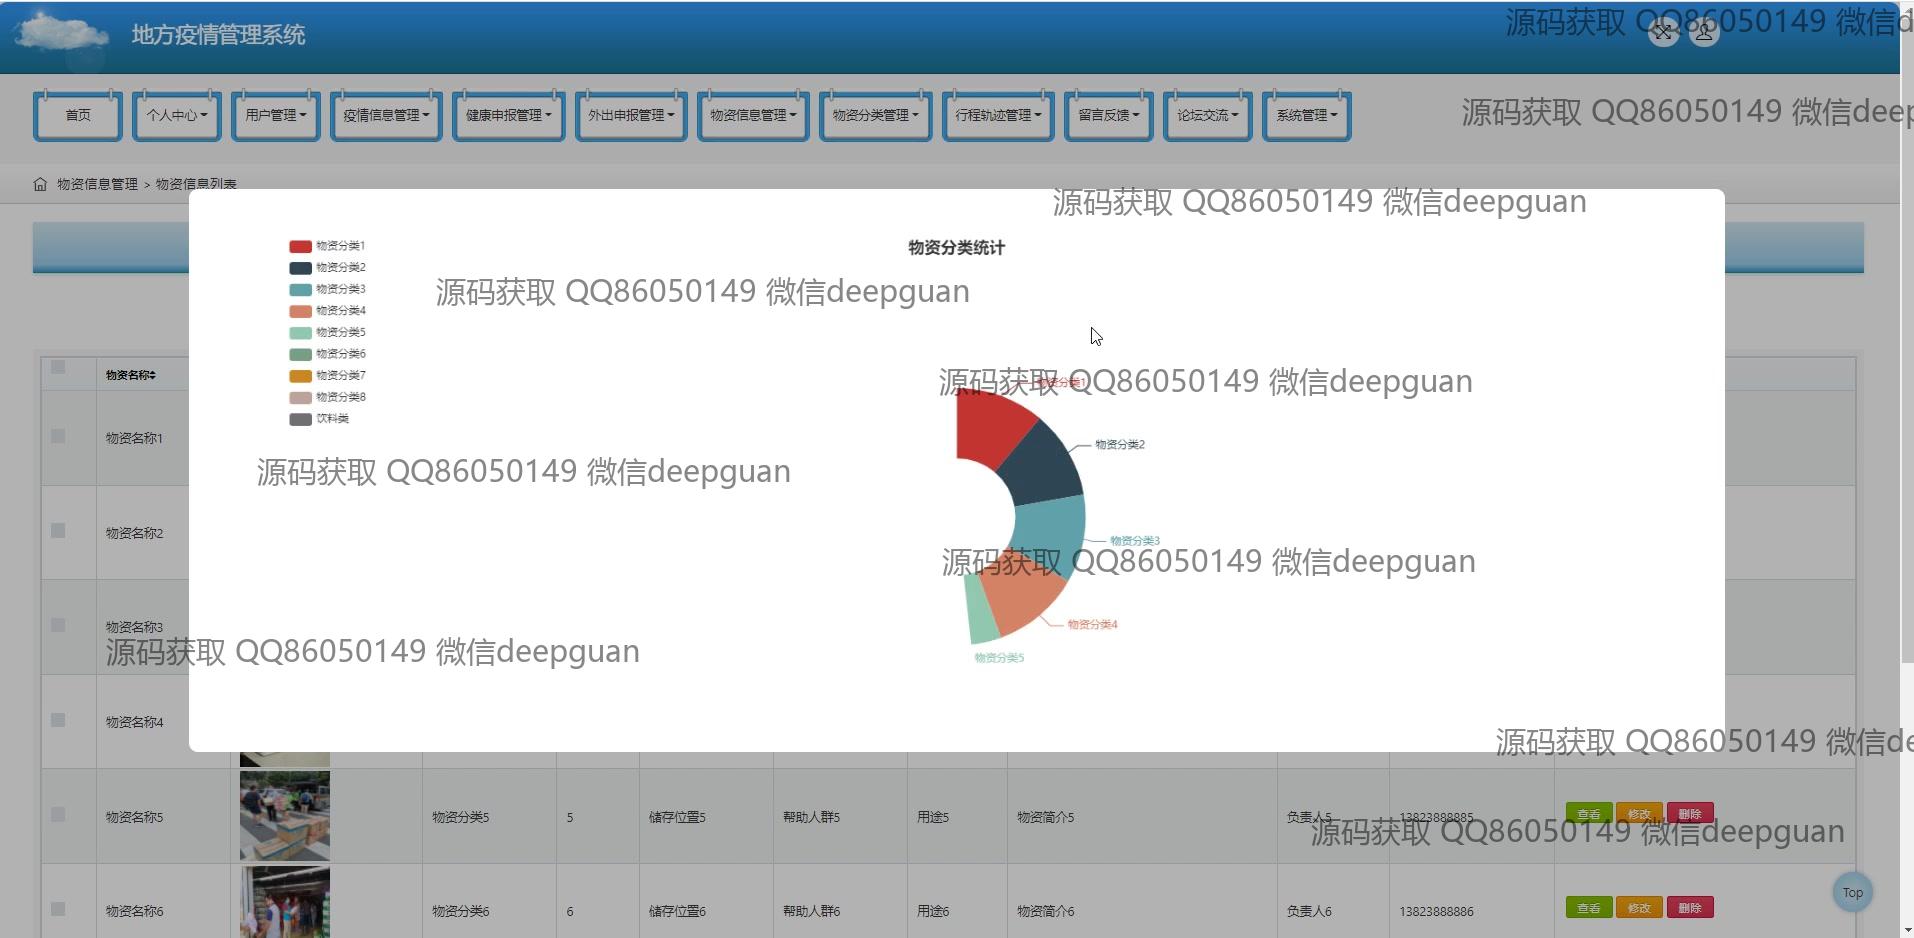 地方疫情管理系统
源码获取 QQ86050149 微信d
首页 个人中心 用户管理 疫情信息管理 健康申报管理 外出申报管理 物资信息管理 物资分类管理 行程轨迹管理 留言反馈 论坛交流 系统管理
源码获取 QQ86050149 微信deep
物资信息管理 > 物资信息列表
源码获取 QQ86050149 微信deepguan
物资分类统计
物资分类1
物资分类2
物资分类3
物资分类4
物资分类5
物资分类6
物资分类7
物资分类8
饮料类
源码获取 QQ86050149 微信deepguan
源码获取 QQ86050149 微信deepguan
物资分类1
物资分类2
源码获取 QQ86050149 微信deepguan
物资分类3
源码获取 QQ86050149 微信deepguan
物资分类4
物资分类5
物资名称
物资名称1
物资名称2
物资名称3
源码获取 QQ86050149 微信deepguan
物资名称4
源码获取 QQ86050149 微信de
物资名称5 物资分类5 5 储存位置5 帮助人群5 用途5 物资简介5 负责人5 13823888885 查看 修改 删除
源码获取 QQ86050149 微信deepguan
Top
物资名称6 物资分类6 6 储存位置6 帮助人群6 用途6 物资简介6 负责人6 13823888886 查看 修改 删除